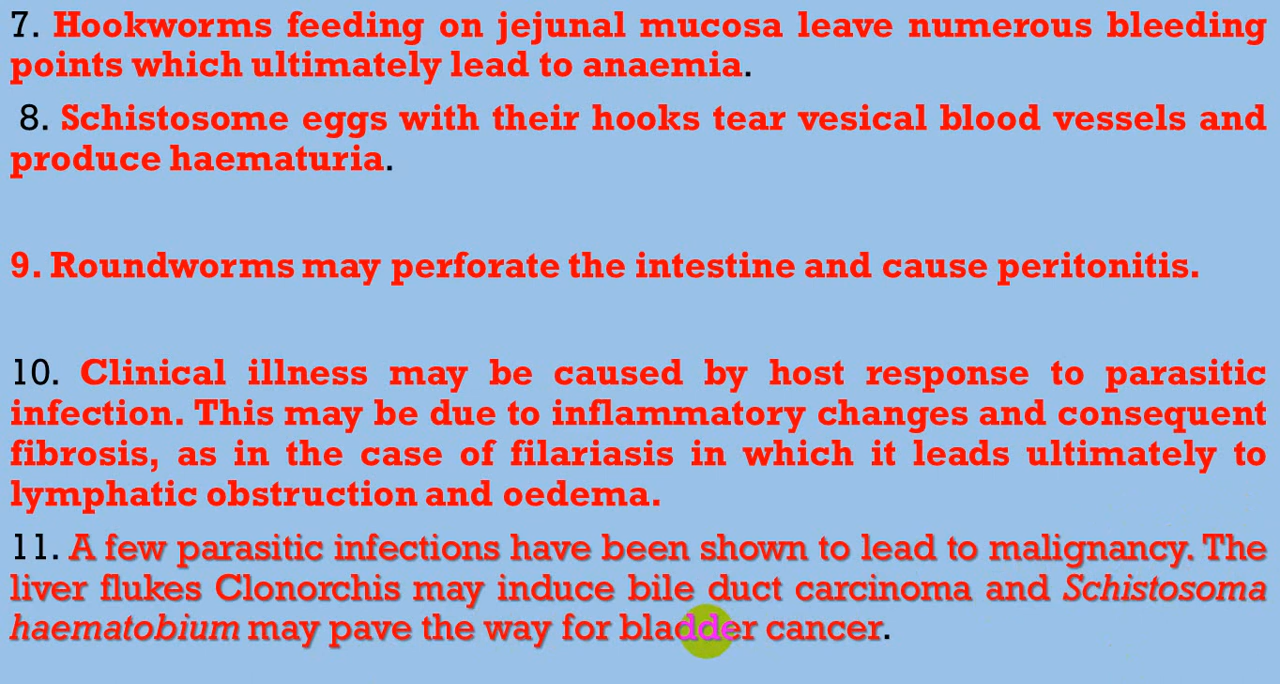 7. Hookworms feeding on jejunal mucosa leave numerous bleeding
points which ultimately lead to anaemia.
8. Schistosome eggs with their hooks tear vesical blood vessels and
produce haematuria.
9. Roundworms may perforate the intestine and cause peritonitis.
10. Clinical illness may be caused by host response to parasitic
infection. This may be due to inflammatory changes and consequent
fibrosis, as in the case of filariasis in which it leads ultimately to
lymphatic obstruction and oedema.
11. A few parasitic infections have been shown to lead to malignancy. The
liver flukes Clonorchis may induce bile duct carcinoma and Schistosoma
haematobium may pave the way for bladder cancer.